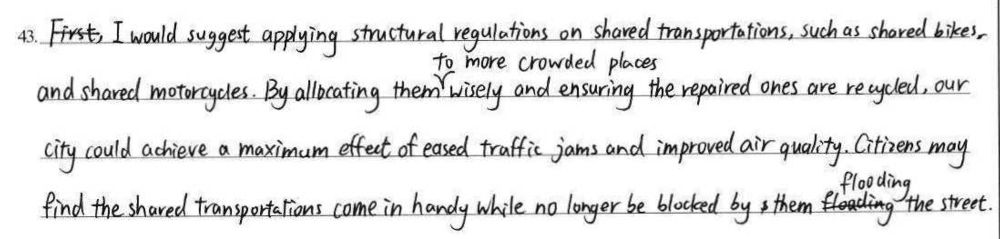 43. First, I would suggest applying structural regulations on shared transportations, such as shared bikes,
to more crowded places
and shared motorcycles. By allocating them wisely and ensuring the repaired ones are recycled, our
city could achieve a maximum effect of eased traffic jams and improved air quality. Citizens may
flooding
find the shared transportations come in handy while no longer be blocked by them floading the street.